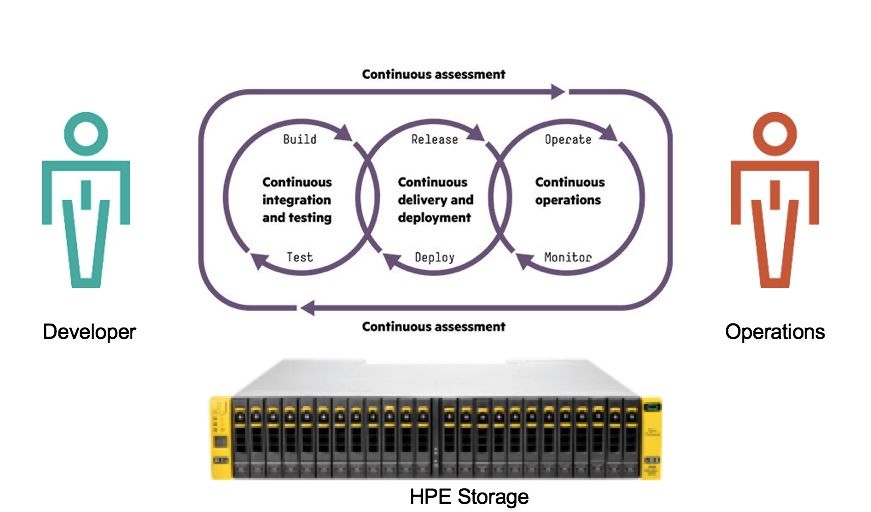 Continuous assessment
Build
Release
Operate
Continuous
integration
and testing
Continuous
delivery and
deployment
Continuous
operations
Test
Deploy
Monitor
Continuous assessment
Developer
Operations
HPE Storage